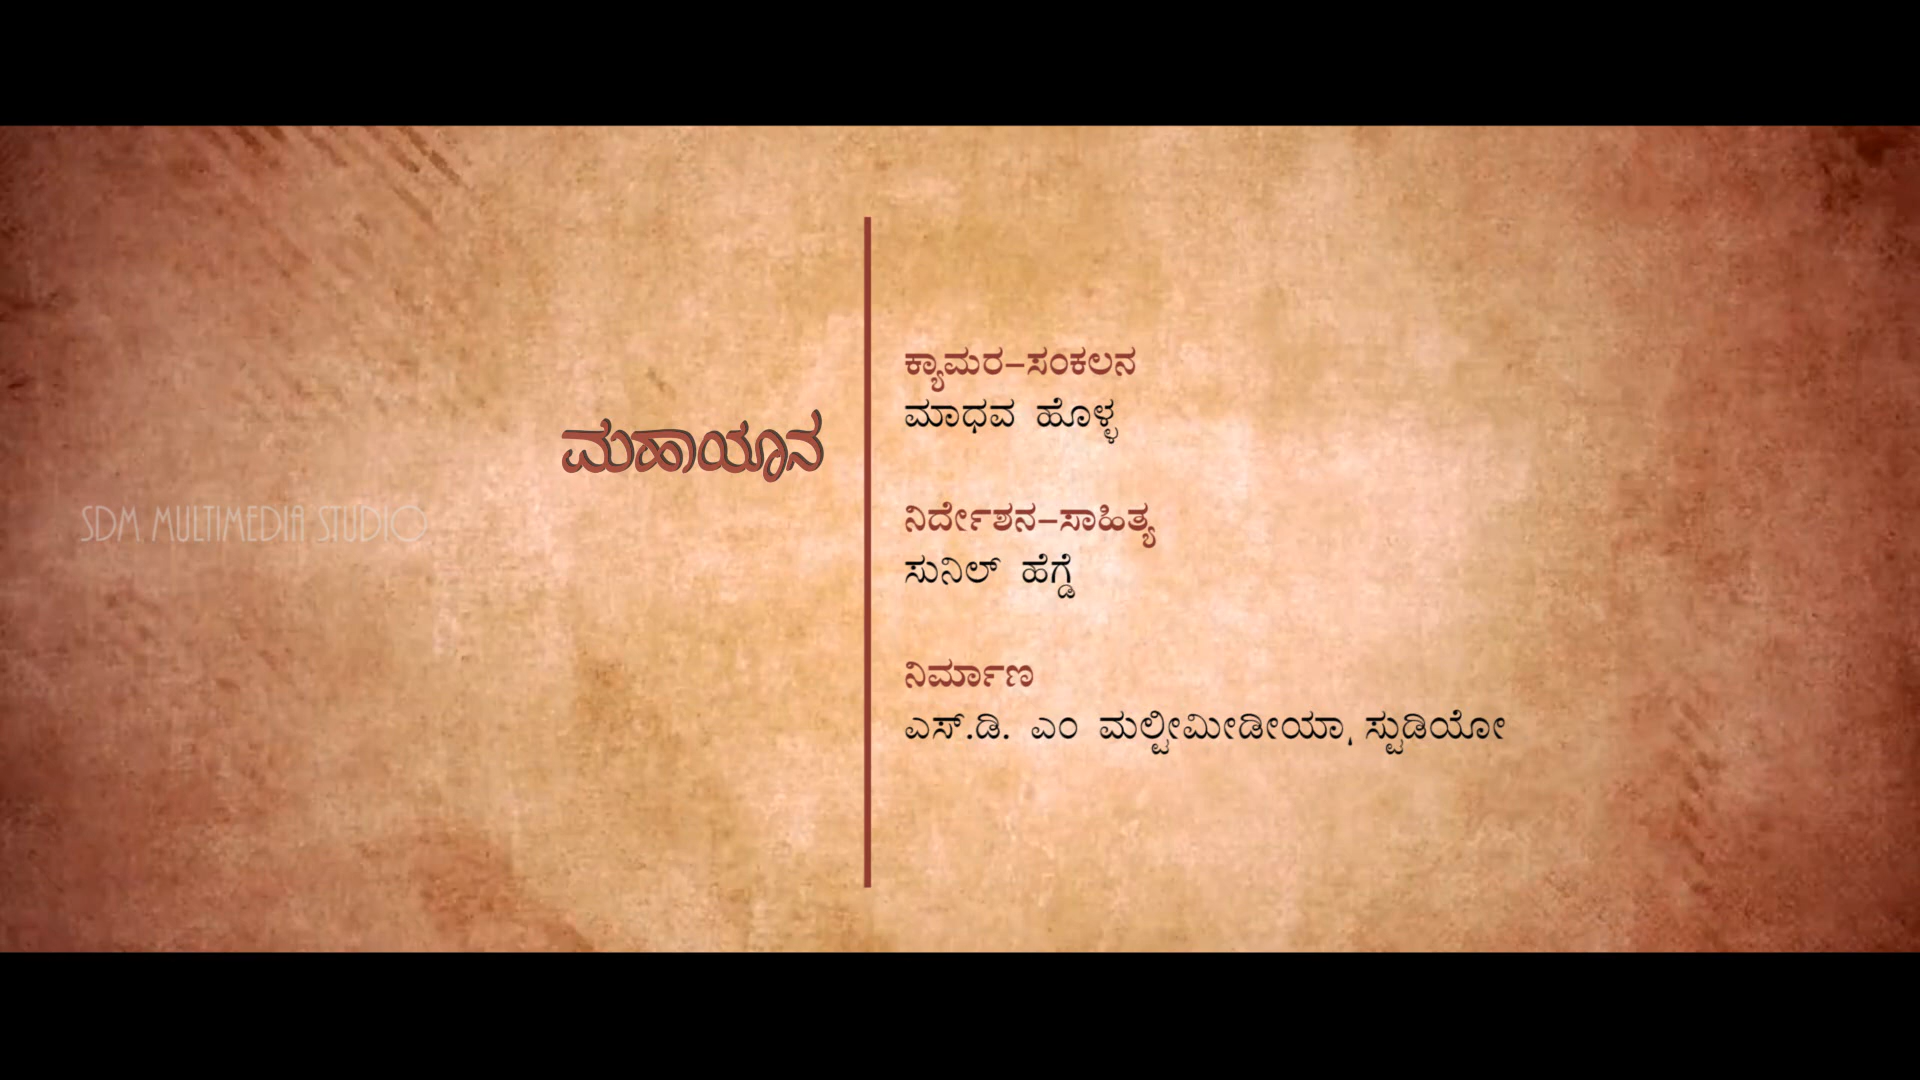 ಮಹಾಯಾನ
SDM MULTIMEDIA STUDIO
ಕ್ಯಾಮರ-ಸಂಕಲನ
ಮಾಧವ ಹೊಳ್ಳ
ನಿರ್ದೇಶನ-ಸಾಹಿತ್ಯ
ಸುನಿಲ್ ಹೆಗ್ಡೆ
ನಿರ್ಮಾಣ
ಎಸ್.ಡಿ. ಎಂ ಮಲ್ಟೀಮೀಡೀಯಾ, ಸ್ಟುಡಿಯೋ